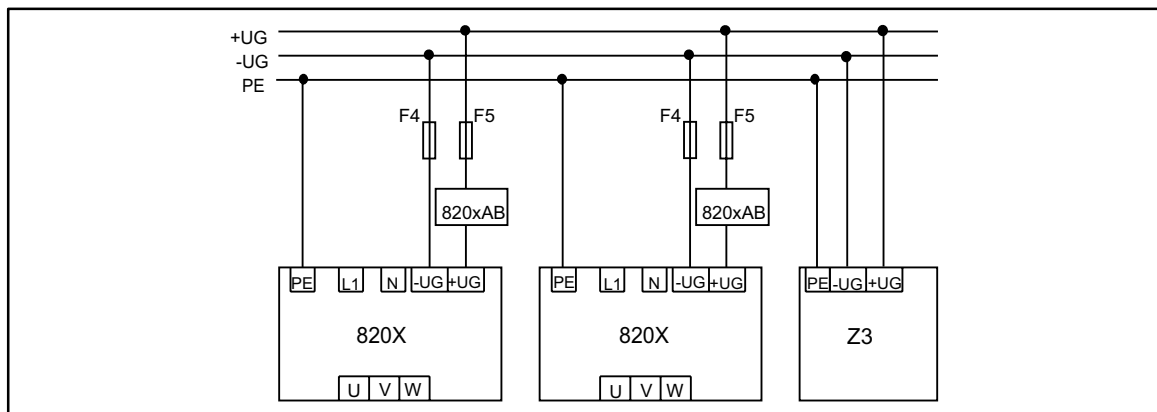 +UG
-UG
PE
F4 F5 F4 F5
820xAB 820xAB
PE L1 N -UG +UG PE L1 N -UG +UG PE -UG +UG
820X 820X Z3
U V W U V W